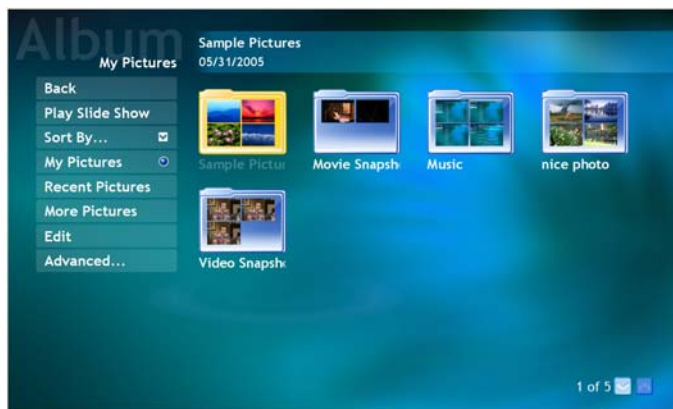 Album
My Pictures
Sample Pictures
05/31/2005
Back
Play Slide Show
Sort By...
My Pictures
Recent Pictures
More Pictures
Edit
Advanced...
Sample Pictur
Movie Snapsh
Music
nice photo
Video Snapsh
1 of 5